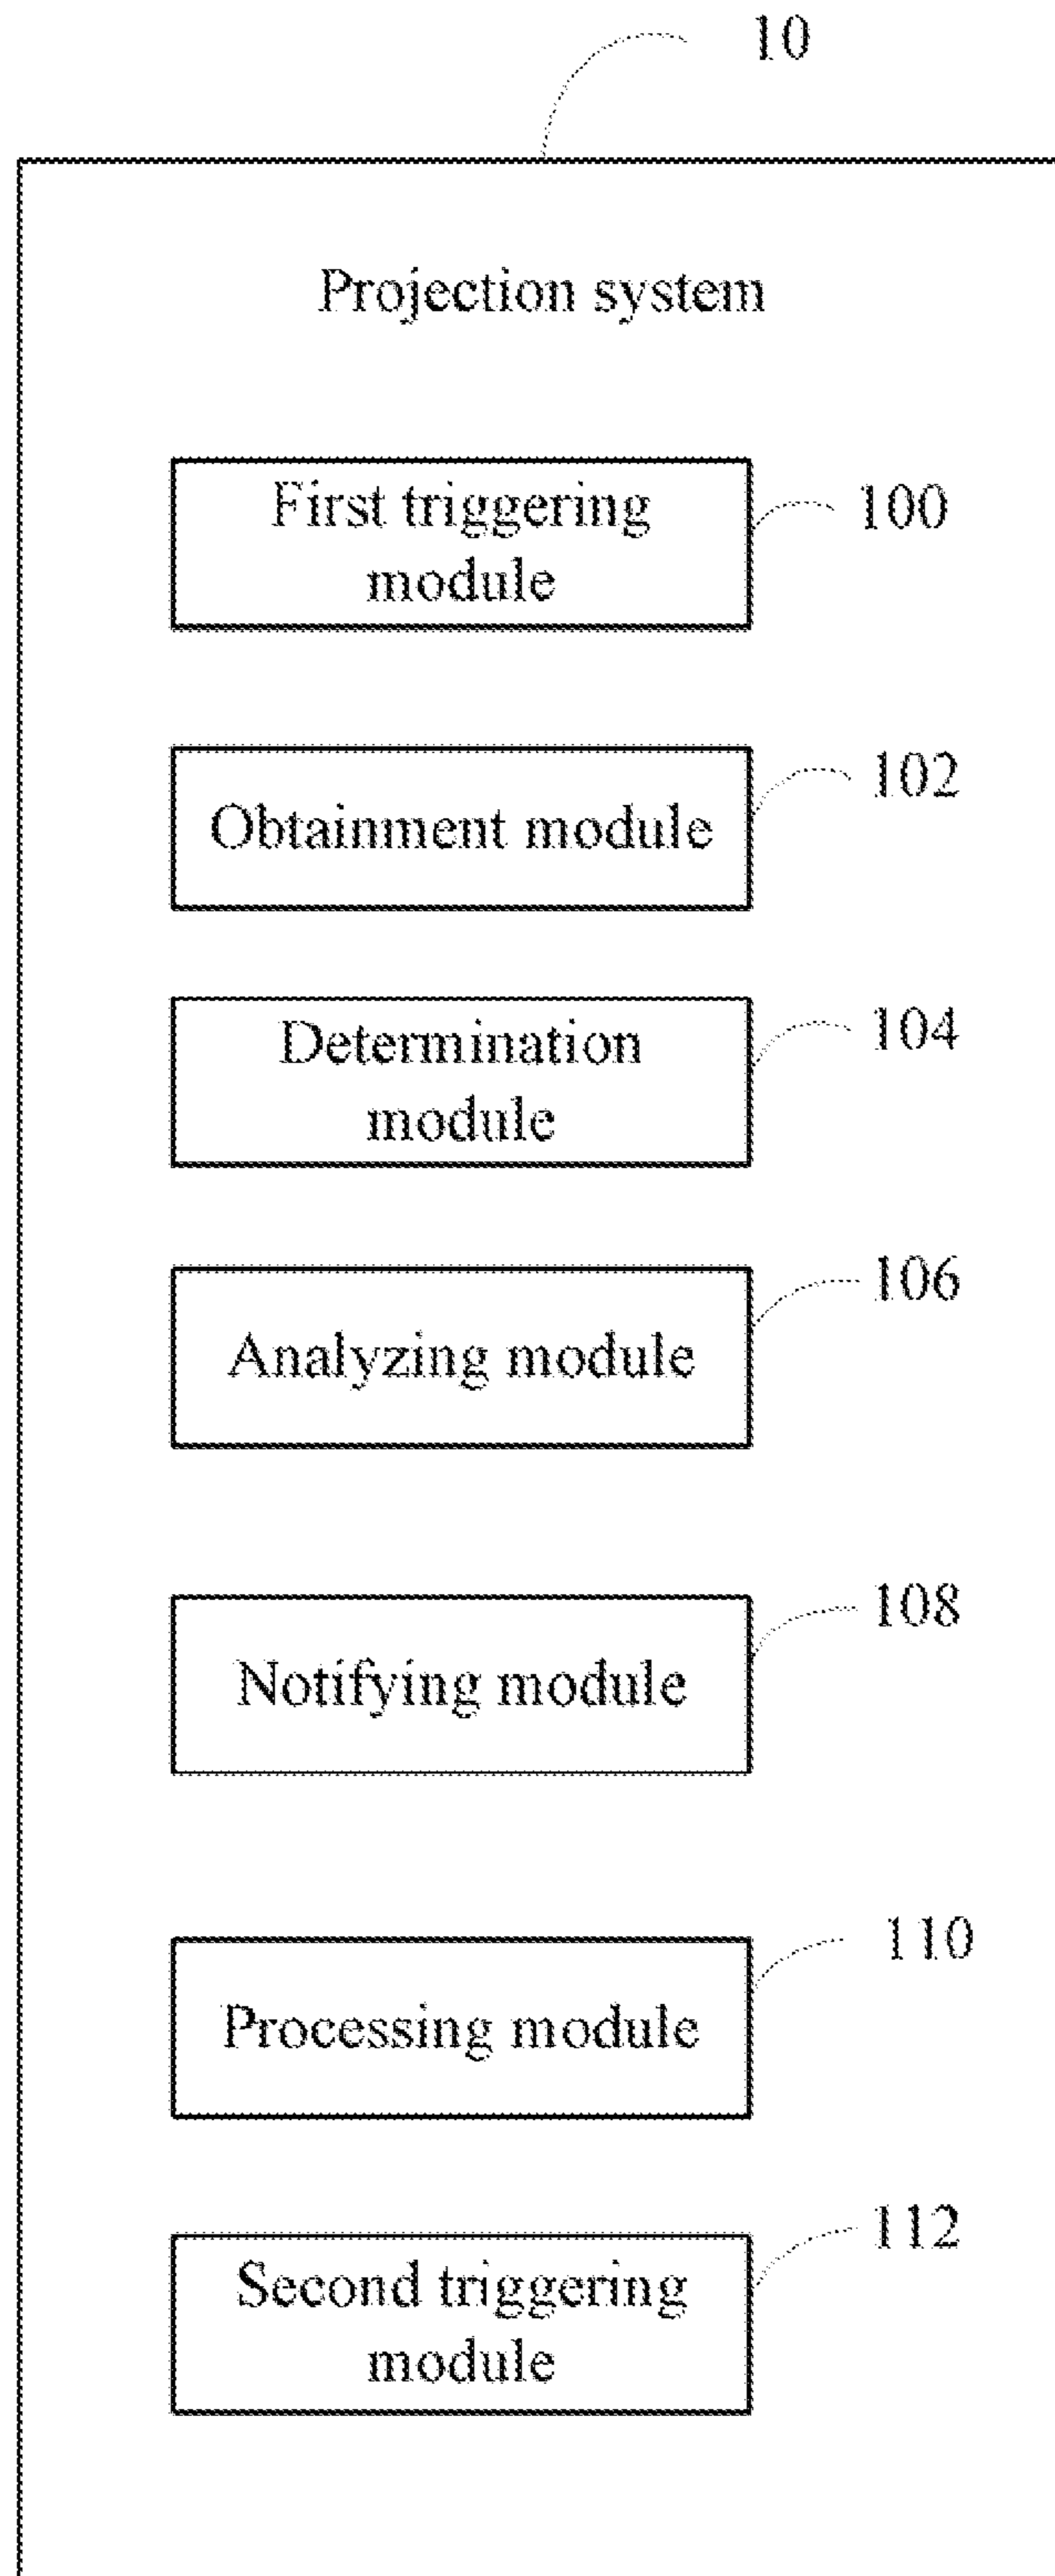 10
Projection system
First triggering
module
100
Obtainment module
102
Determination
module
104
Analyzing module
106
Notifying module
108
Processing module
110
Second triggering
module
112